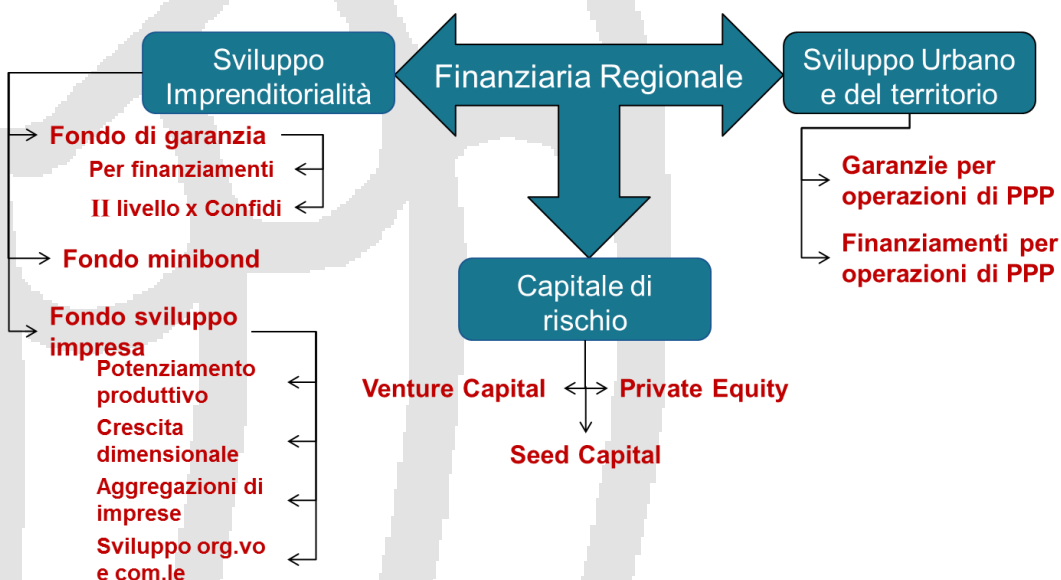 Finanziaria Regionale
Sviluppo
Imprenditorialità
Fondo di garanzia
Per finanziamenti
II livello x Confidi
Fondo minibond
Fondo sviluppo
impresa
Potenziamento
produttivo
Crescita
dimensionale
Aggregazioni di
imprese
Sviluppo org.vo
e com.le
Capitale di
rischio
Venture Capital
Private Equity
Seed Capital
Sviluppo Urbano
e del territorio
Garanzie per
operazioni di PPP
Finanziamenti per
operazioni di PPP